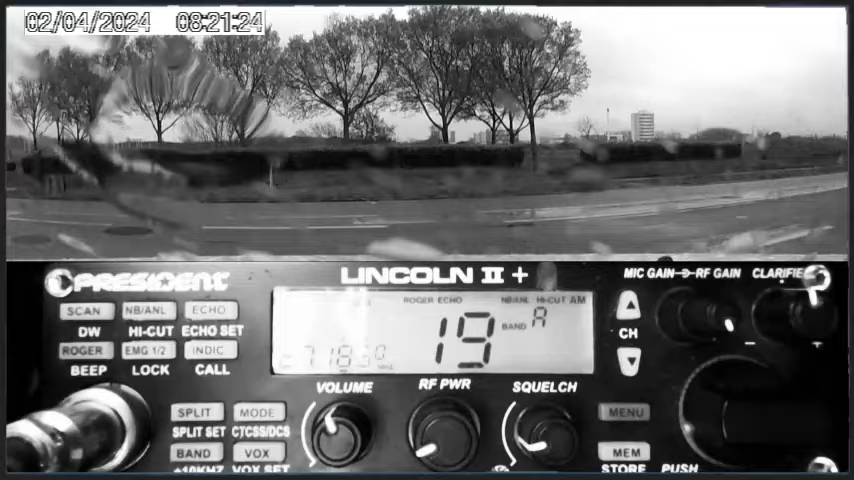 02/04/2024 08:21:24
PRESIDENT LINCOLN II + MIC GAIN RF GAIN CLARIFIER
SCAN NB/ANL ECHO
DW HI-CUT ECHO SET
ROGER EMG 1/2 INDIC
BEEP LOCK CALL
ROGER ECHO NB/ANL HI-CUT AM
19 BAND A
CH
VOLUME RF PWR SQUELCH
SPLIT MODE MENU
SPLIT SET CTCSS/DCS
BAND VOX MEM
+10KHZ VOX SET STORE PUSH